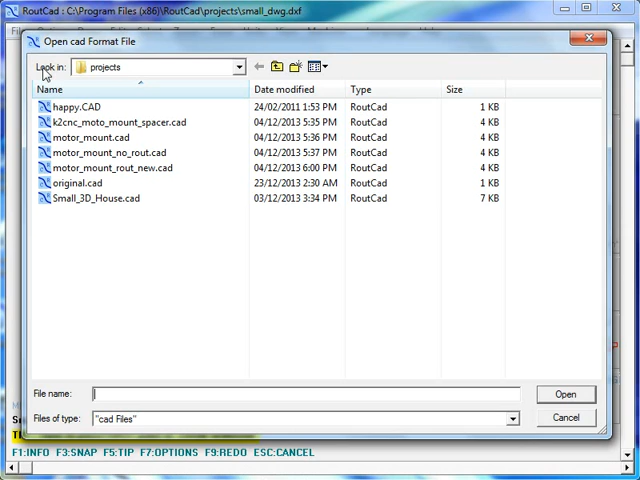 RoutCad : C:\Program Files (x86)\RoutCad\projects\small_dwg.dxf
Open cad Format File
Look in: projects
Name Date modified Type Size
happy.CAD 24/02/2011 1:53 PM RoutCad 1 KB
k2cnc_moto_mount_spacer.cad 04/12/2013 5:35 PM RoutCad 4 KB
motor_mount.cad 04/12/2013 5:36 PM RoutCad 4 KB
motor_mount_no_rout.cad 04/12/2013 5:37 PM RoutCad 4 KB
motor_mount_rout_new.cad 04/12/2013 6:00 PM RoutCad 4 KB
original.cad 23/12/2013 2:30 AM RoutCad 1 KB
Small_3D_House.cad 03/12/2013 3:34 PM RoutCad 7 KB
File name: Open
Files of type: "cad Files" Cancel
F1:INFO F3:SNAP F5:TIP F7:OPTIONS F9:REDO ESC:CANCEL